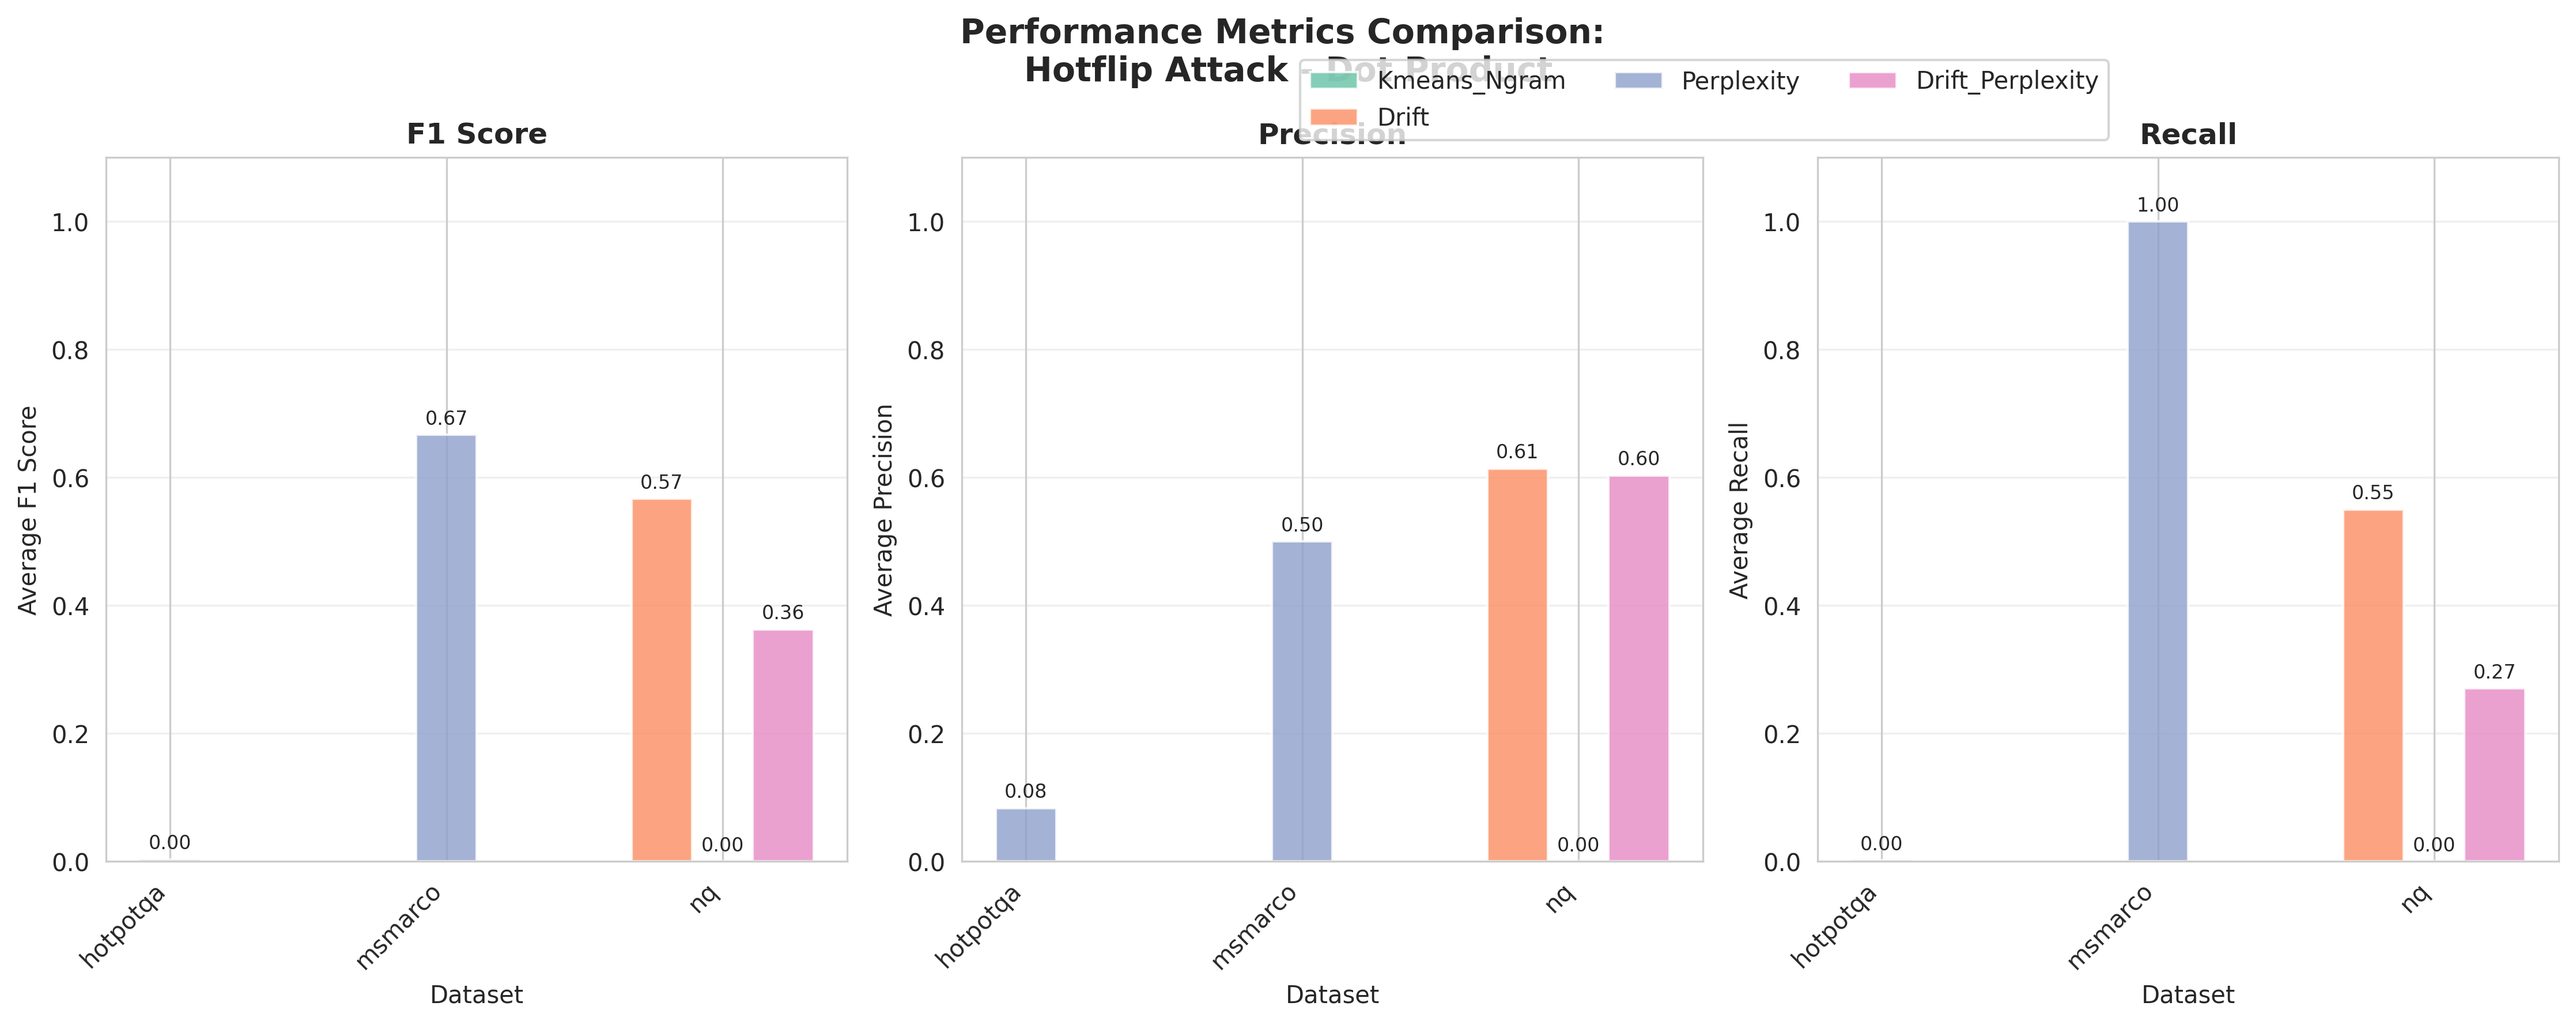 Performance Metrics Comparison:
Hotflip Attack - Dot Product
Kmeans_Ngram
Drift
Perplexity
Drift_Perplexity
F1 Score
Average F1 Score
1.0
0.8
0.6
0.4
0.2
0.0
0.00
0.67
0.57
0.00
0.36
hotpotqa
msmarco
nq
Dataset
Precision
Average Precision
1.0
0.8
0.6
0.4
0.2
0.0
0.08
0.50
0.61
0.00
0.60
hotpotqa
msmarco
nq
Dataset
Recall
Average Recall
1.0
0.8
0.6
0.4
0.2
0.0
0.00
1.00
0.55
0.00
0.27
hotpotqa
msmarco
nq
Dataset